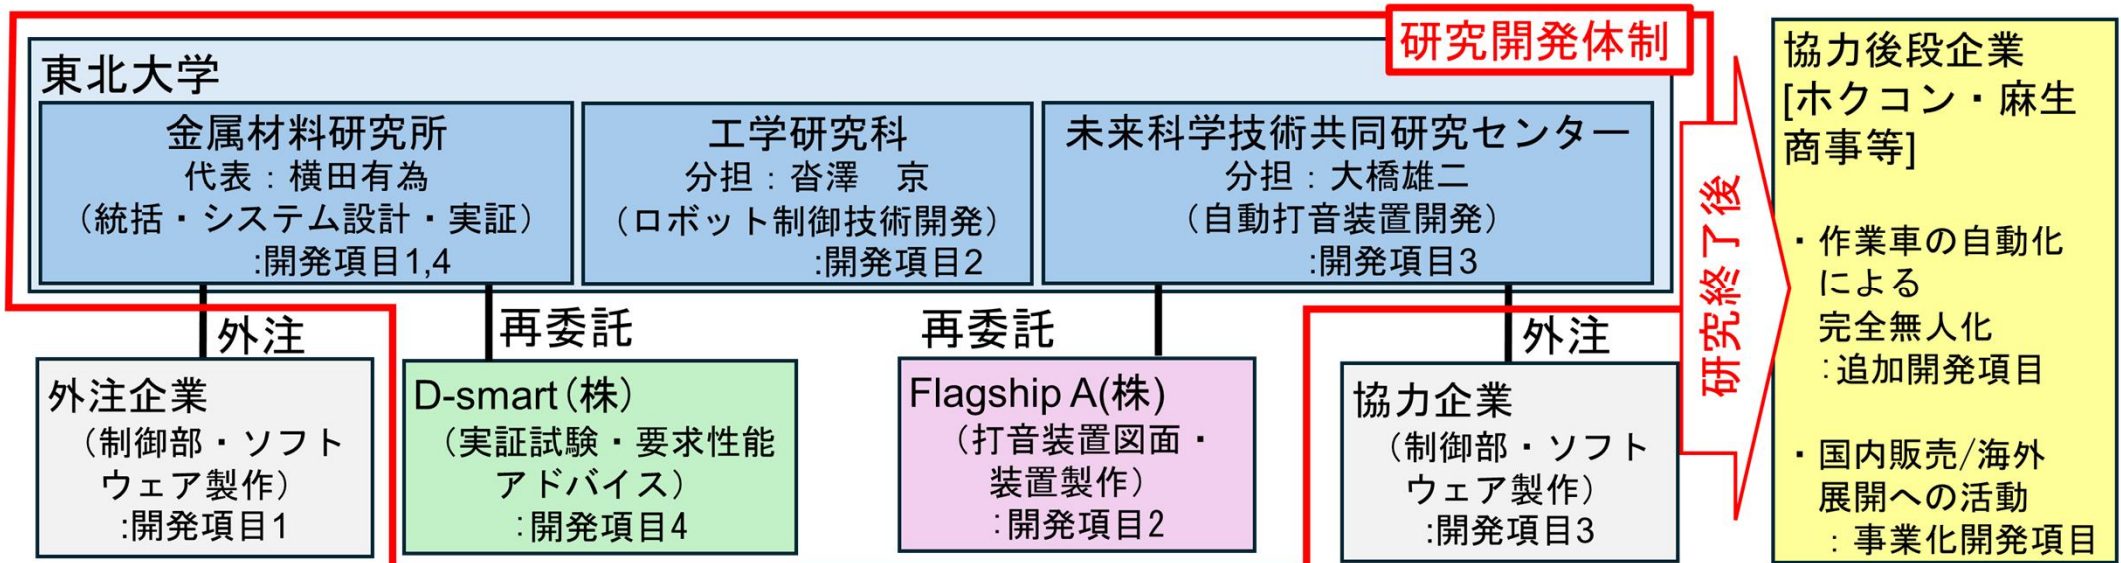 研究開発体制
東北大学
金属材料研究所
代表：横田有為
（統括・システム設計・実証）
:開発項目1,4
工学研究科
分担：沓澤　京
（ロボット制御技術開発）
:開発項目2
未来科学技術共同研究センター
分担：大橋雄二
（自動打音装置開発）
:開発項目3
外注
再委託
再委託
外注
外注企業
（制御部・ソフト
ウェア製作）
:開発項目1
D-smart（株）
（実証試験・要求性能
アドバイス）
:開発項目4
Flagship A(株)
（打音装置図面・
装置製作）
:開発項目2
協力企業
（制御部・ソフト
ウェア製作）
:開発項目3
研究終了後
協力後段企業
[ホクコン・麻生
商事等]
・作業車の自動化
による
完全無人化
：追加開発項目
・国内販売/海外
展開への活動
：事業化開発項目